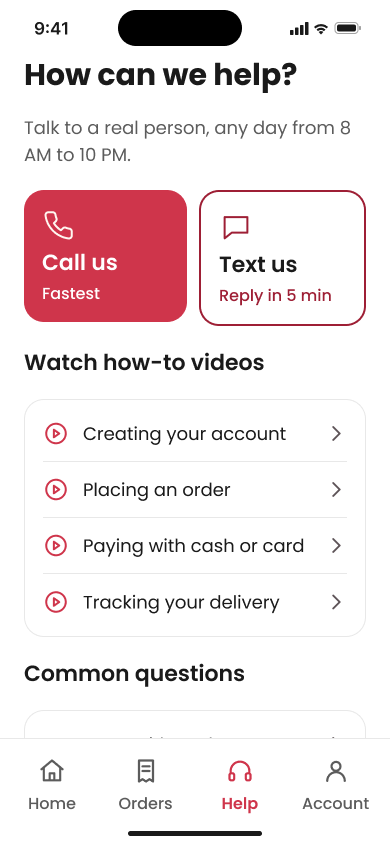 9:41
How can we help?
Talk to a real person, any day from 8
AM to 10 PM.
Call us
Fastest
Text us
Reply in 5 min
Watch how-to videos
Creating your account
Placing an order
Paying with cash or card
Tracking your delivery
Common questions
Home
Orders
Help
Account